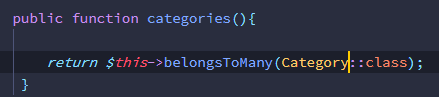 public function categories(){
return $this->belongsToMany(Category::class);
}